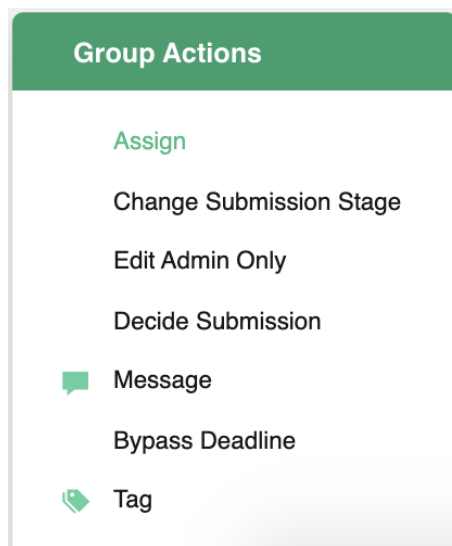 Group Actions
Assign
Change Submission Stage
Edit Admin Only
Decide Submission
Message
Bypass Deadline
Tag